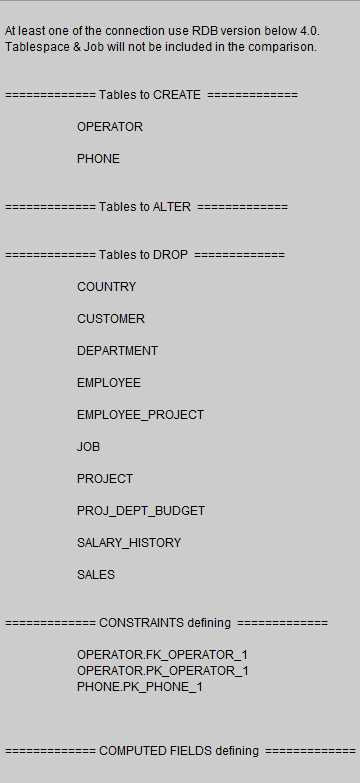 At least one of the connection use RDB version below 4.0.
Tablespace & Job will not be included in the comparison.
============= Tables to CREATE =============
OPERATOR
PHONE
============= Tables to ALTER =============
============= Tables to DROP =============
COUNTRY
CUSTOMER
DEPARTMENT
EMPLOYEE
EMPLOYEE_PROJECT
JOB
PROJECT
PROJ_DEPT_BUDGET
SALARY_HISTORY
SALES
============= CONSTRAINTS defining =============
OPERATOR.FK_OPERATOR_1
OPERATOR.PK_OPERATOR_1
PHONE.PK_PHONE_1
============= COMPUTED FIELDS defining =============